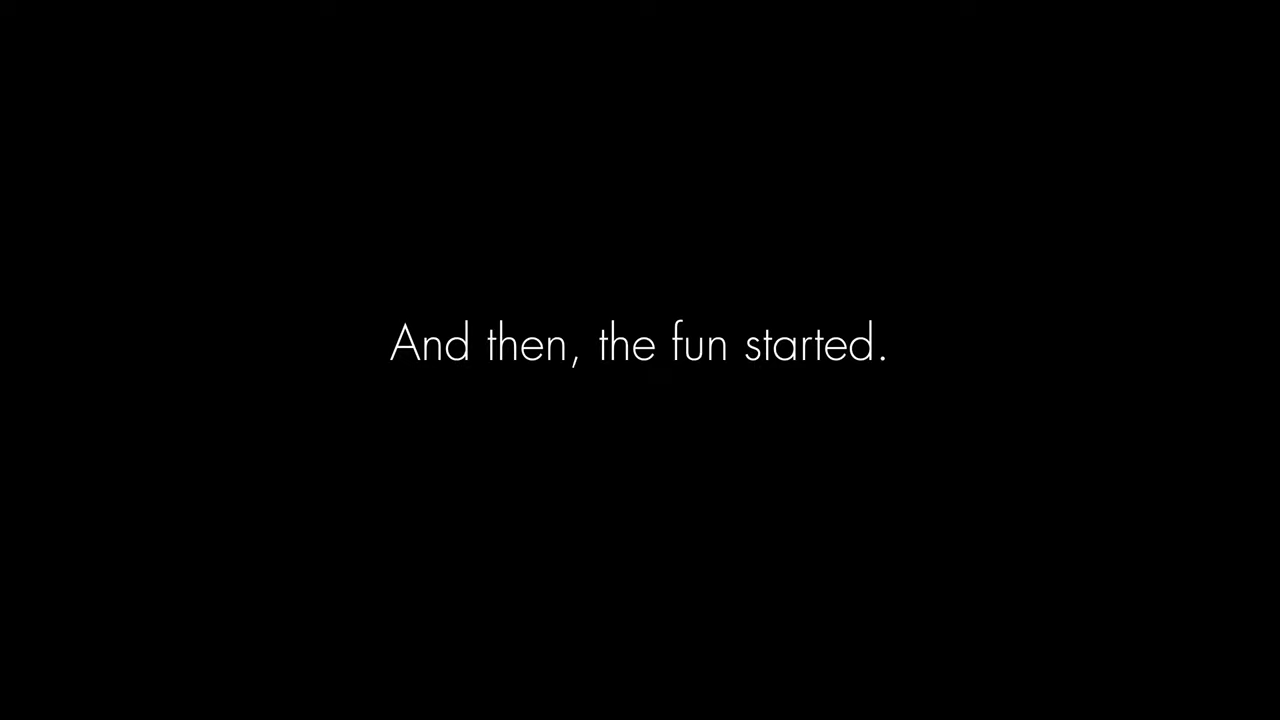 And then, the fun started.